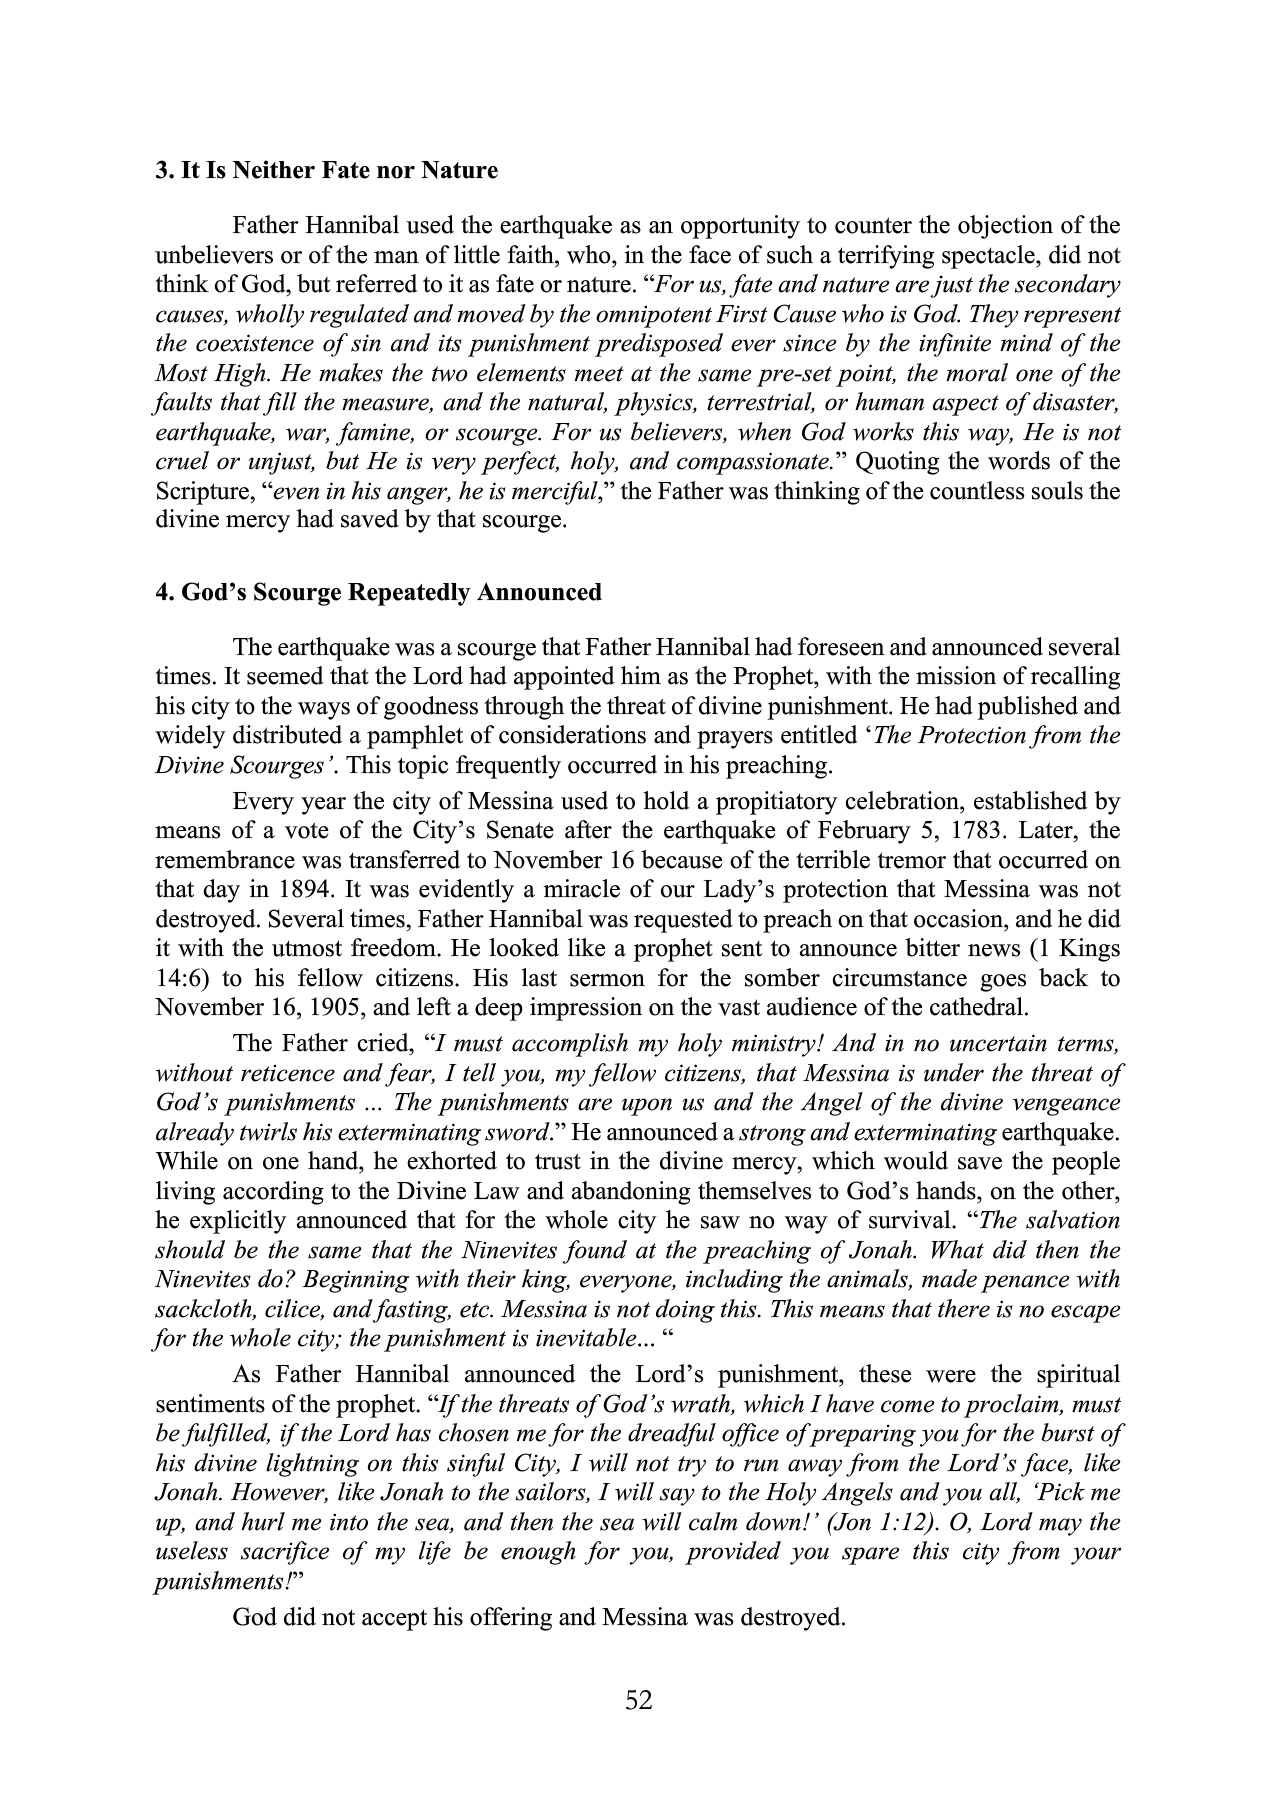 3. It Is Neither Fate nor Nature
Father Hannibal used the earthquake as an opportunity to counter the objection of the
unbelievers or of the man of little faith, who, in the face of such a terrifying spectacle, did not
think of God, but referred to it as fate or nature. “For us, fate and nature are just the secondary
causes, wholly regulated and moved by the omnipotent First Cause who is God. They represent
the coexistence of sin and its punishment predisposed ever since by the infinite mind of the
Most High. He makes the two elements meet at the same pre-set point, the moral one of the
faults that fill the measure, and the natural, physics, terrestrial, or human aspect of disaster,
earthquake, war, famine, or scourge. For us believers, when God works this way, He is not
cruel or unjust, but He is very perfect, holy, and compassionate.” Quoting the words of the
Scripture, “even in his anger, he is merciful,” the Father was thinking of the countless souls the
divine mercy had saved by that scourge.
4. God’s Scourge Repeatedly Announced
The earthquake was a scourge that Father Hannibal had foreseen and announced several
times. It seemed that the Lord had appointed him as the Prophet, with the mission of recalling
his city to the ways of goodness through the threat of divine punishment. He had published and
widely distributed a pamphlet of considerations and prayers entitled ‘The Protection from the
Divine Scourges’. This topic frequently occurred in his preaching.
Every year the city of Messina used to hold a propitiatory celebration, established by
means of a vote of the City’s Senate after the earthquake of February 5, 1783. Later, the
remembrance was transferred to November 16 because of the terrible tremor that occurred on
that day in 1894. It was evidently a miracle of our Lady’s protection that Messina was not
destroyed. Several times, Father Hannibal was requested to preach on that occasion, and he did
it with the utmost freedom. He looked like a prophet sent to announce bitter news (1 Kings
14:6) to his fellow citizens. His last sermon for the somber circumstance goes back to
November 16, 1905, and left a deep impression on the vast audience of the cathedral.
The Father cried, “I must accomplish my holy ministry! And in no uncertain terms,
without reticence and fear, I tell you, my fellow citizens, that Messina is under the threat of
God’s punishments ... The punishments are upon us and the Angel of the divine vengeance
already twirls his exterminating sword.” He announced a strong and exterminating earthquake.
While on one hand, he exhorted to trust in the divine mercy, which would save the people
living according to the Divine Law and abandoning themselves to God’s hands, on the other,
he explicitly announced that for the whole city he saw no way of survival. “The salvation
should be the same that the Ninevites found at the preaching of Jonah. What did then the
Ninevites do? Beginning with their king, everyone, including the animals, made penance with
sackcloth, cilice, and fasting, etc. Messina is not doing this. This means that there is no escape
for the whole city; the punishment is inevitable... “
As Father Hannibal announced the Lord’s punishment, these were the spiritual
sentiments of the prophet. “If the threats of God’s wrath, which I have come to proclaim, must
be fulfilled, if the Lord has chosen me for the dreadful office of preparing you for the burst of
his divine lightning on this sinful City, I will not try to run away from the Lord’s face, like
Jonah. However, like Jonah to the sailors, I will say to the Holy Angels and you all, ‘Pick me
up, and hurl me into the sea, and then the sea will calm down!’ (Jon 1:12). O, Lord may the
useless sacrifice of my life be enough for you, provided you spare this city from your
punishments!”
God did not accept his offering and Messina was destroyed.
52